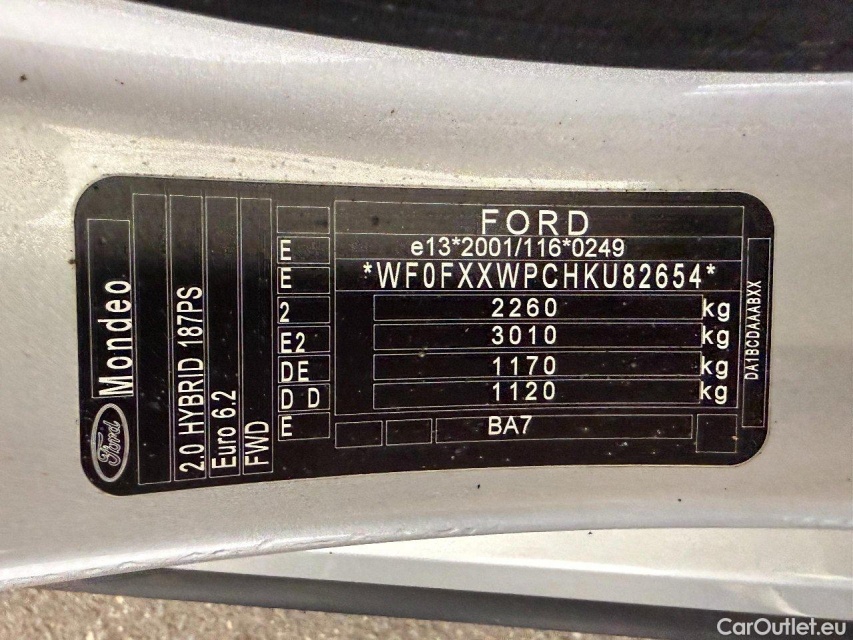 FORD
e13*2001/116*0249
*WF0FXXWPCHKU82654*
2260 kg
3010 kg
1170 kg
1120 kg
BA7
E
E
2
E2
DE
D D
E
Mondeo
Ford
2.0 HYBRID 187PS
Euro 6.2
FWD
DA1BCDAAABXX
CarOutlet.eu